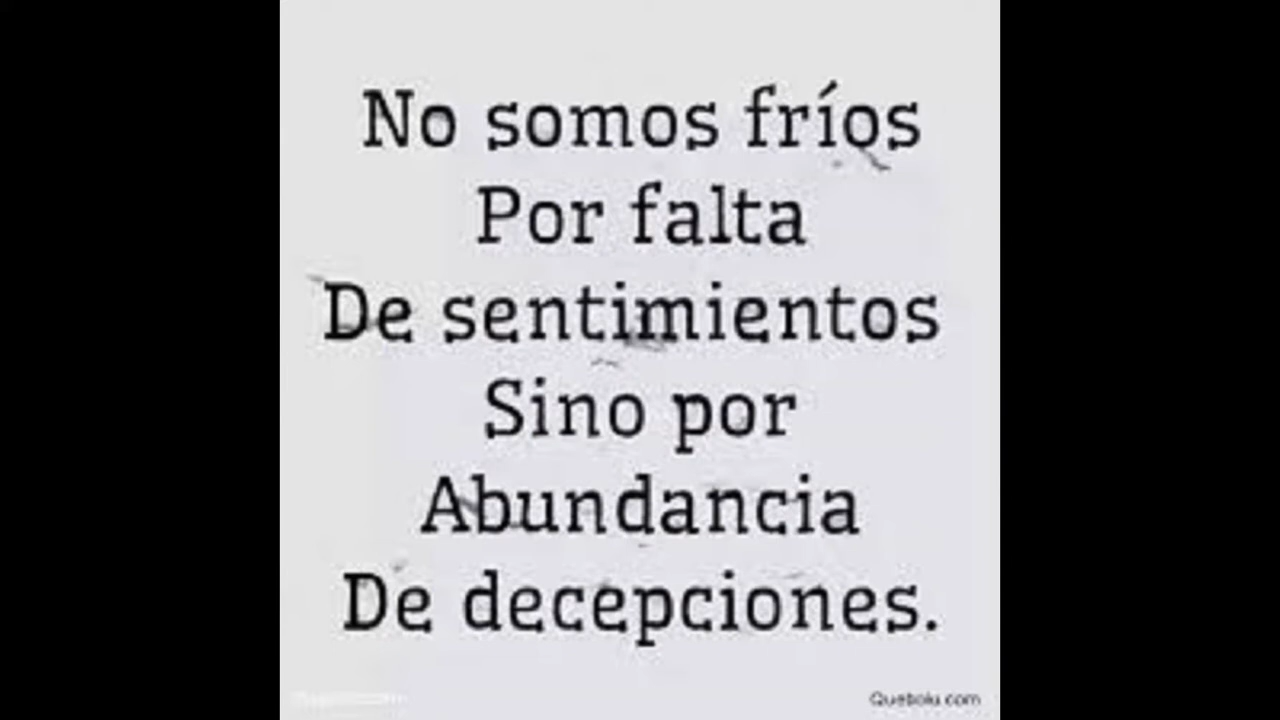 No somos fríos
Por falta
De sentimientos
Sino por
Abundancia
De decepciones.